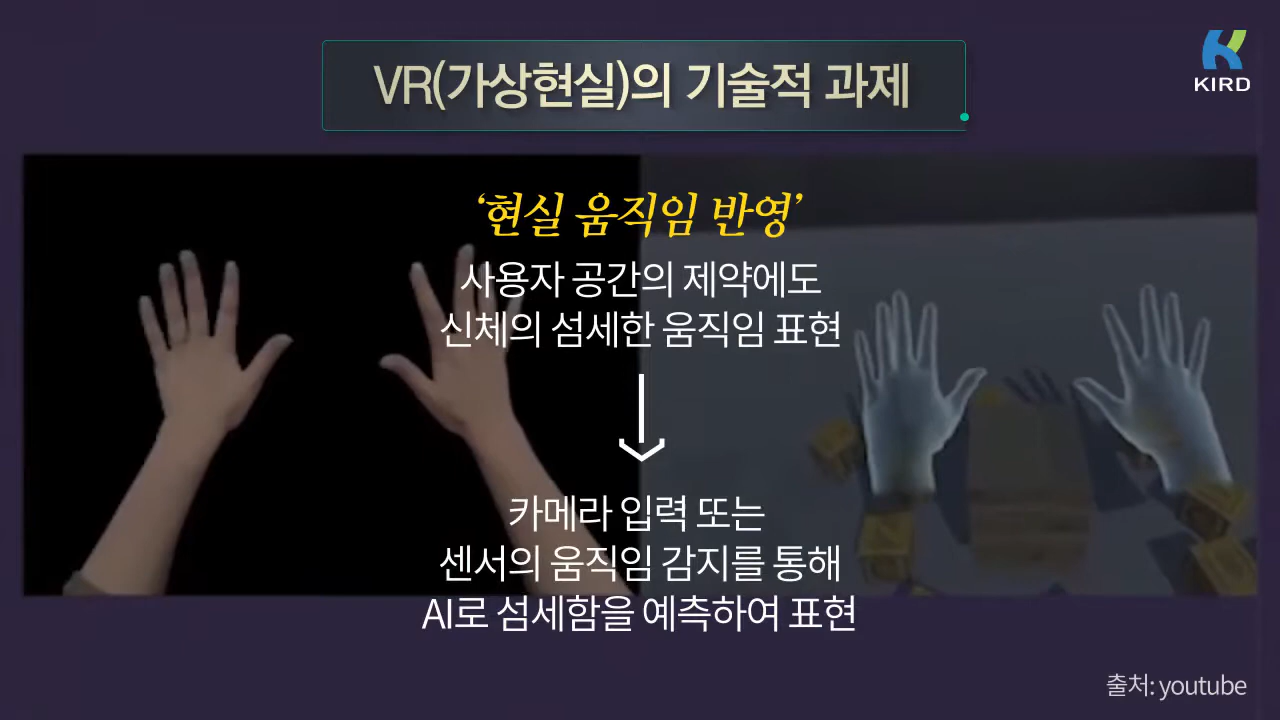 VR(가상현실)의 기술적 과제
KIRD
‘현실 움직임 반영’
사용자 공간의 제약에도
신체의 섬세한 움직임 표현
카메라 입력 또는
센서의 움직임 감지를 통해
AI로 섬세함을 예측하여 표현
출처: youtube